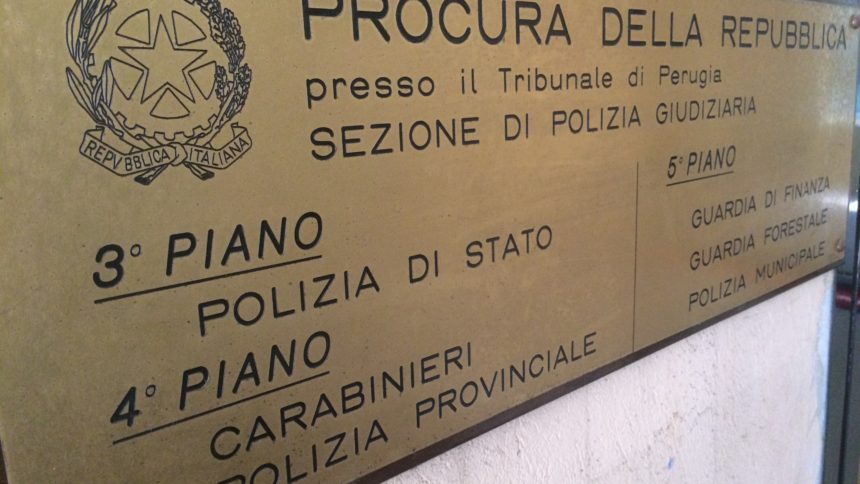 PROCURA DELLA REPUBBLICA
presso il Tribunale di Perugia
SEZIONE DI POLIZIA GIUDIZIARIA
REPVBBLICA ITALIANA
3° PIANO
POLIZIA DI STATO
4° PIANO
CARABINIERI
POLIZIA PROVINCIALE
5° PIANO
GUARDIA DI FINANZA
GUARDIA FORESTALE
POLIZIA MUNICIPALE